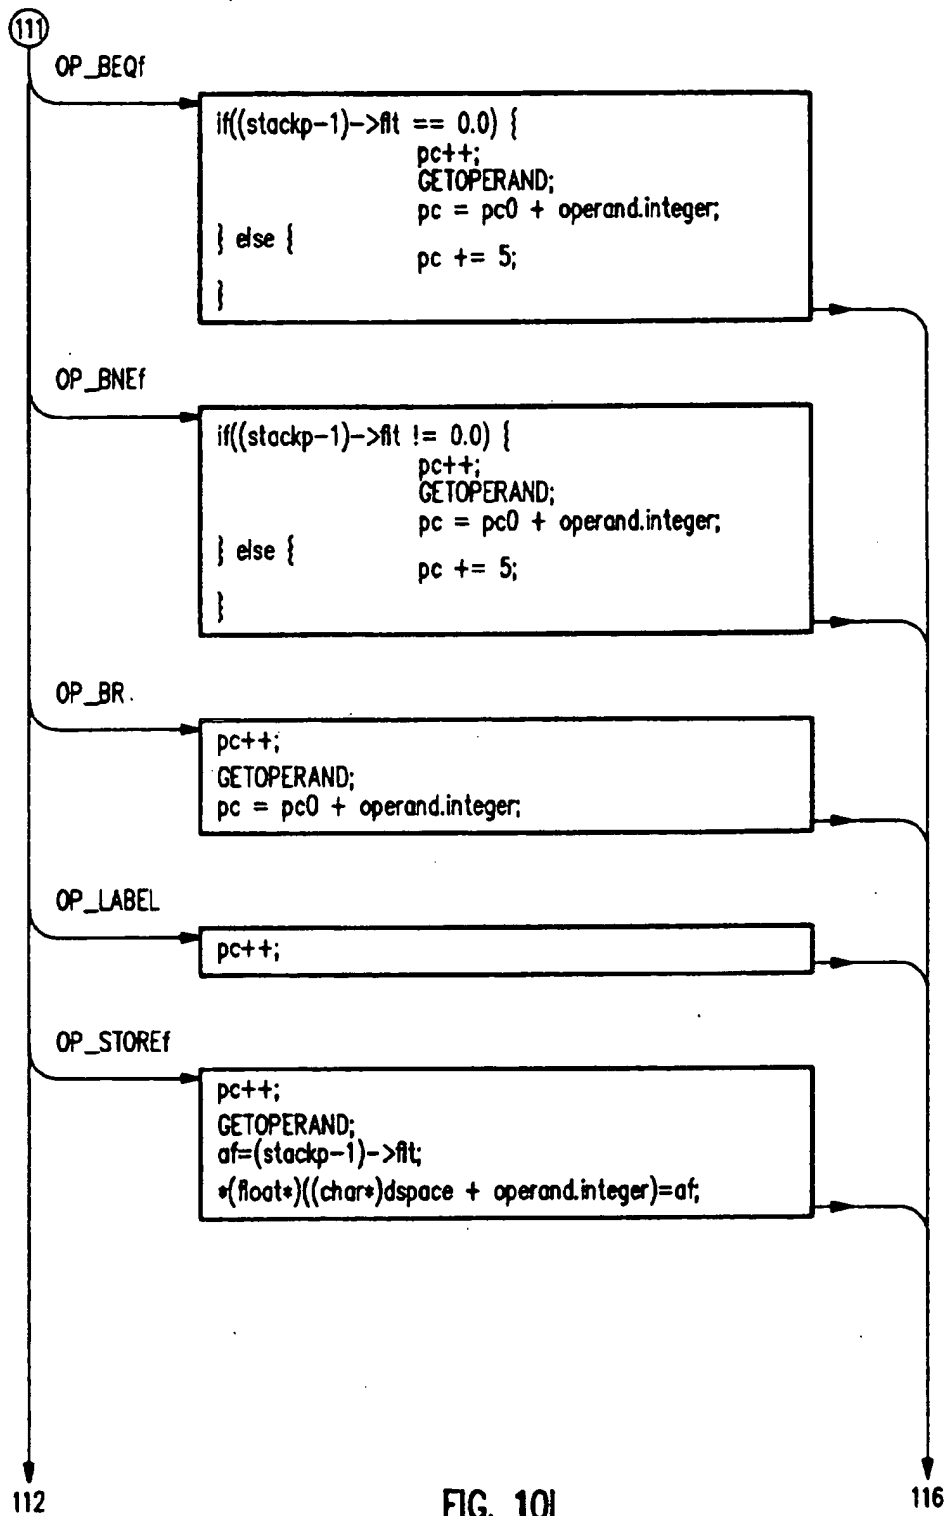 111
OP_BEQf
if((stackp-1)->flt == 0.0) {
pc++;
GETOPERAND;
pc = pc0 + operand.integer;
} else {
pc += 5;
}
OP_BNEf
if((stackp-1)->flt != 0.0) {
pc++;
GETOPERAND;
pc = pc0 + operand.integer;
} else {
pc += 5;
}
OP_BR
pc++;
GETOPERAND;
pc = pc0 + operand.integer;
OP_LABEL
pc++;
OP_STOREf
pc++;
GETOPERAND;
af=(stackp-1)->flt;
*(float*)((char*)dspace + operand.integer)=af;
112
FIG. 10I
116